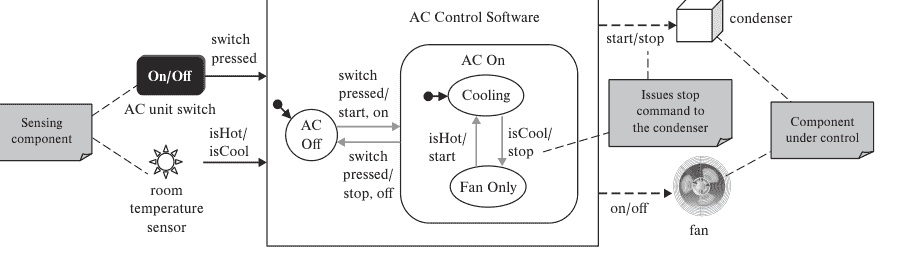 AC Control Software
condenser
start/stop
switch
pressed
On/Off
AC unit switch
Sensing
component
isHot/
isCool
room
temperature
sensor
AC
Off
switch
pressed/
start, on
switch
pressed/
stop, off
AC On
Cooling
isHot/
start
isCool/
stop
Fan Only
Issues stop
command to
the condenser
Component
under control
on/off
fan